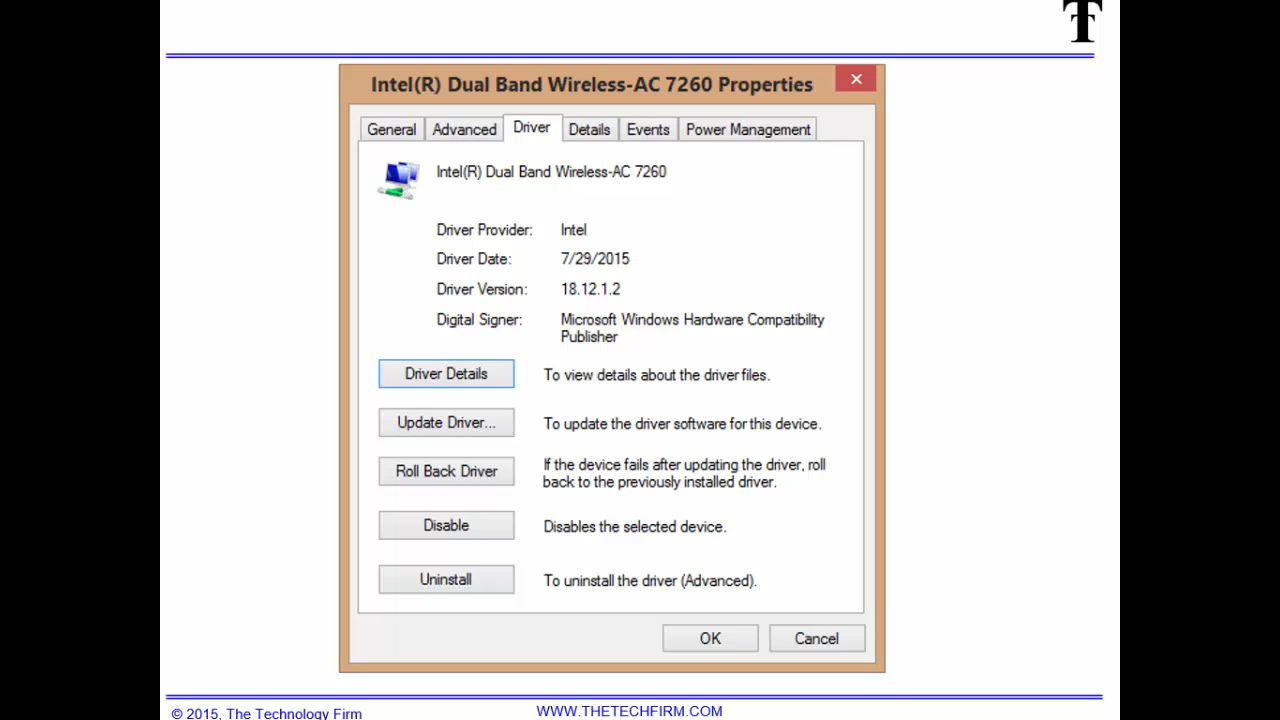 Intel(R) Dual Band Wireless-AC 7260 Properties
General Advanced Driver Details Events Power Management
Intel(R) Dual Band Wireless-AC 7260
Driver Provider: Intel
Driver Date: 7/29/2015
Driver Version: 18.12.1.2
Digital Signer: Microsoft Windows Hardware Compatibility
Publisher
Driver Details To view details about the driver files.
Update Driver... To update the driver software for this device.
Roll Back Driver If the device fails after updating the driver, roll
back to the previously installed driver.
Disable Disables the selected device.
Uninstall To uninstall the driver (Advanced).
OK Cancel
© 2015, The Technology Firm WWW.THETECHFIRM.COM